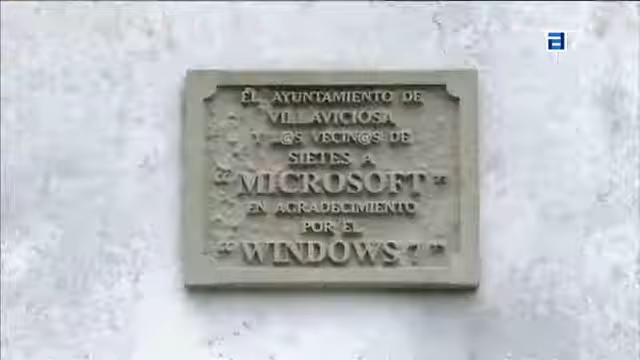 a
EL AYUNTAMIENTO DE
VILLAVICIOSA
Y L@S VECIN@S DE
SIETES A
"MICROSOFT"
EN AGRADECIMIENTO
POR EL
"WINDOWS 7"